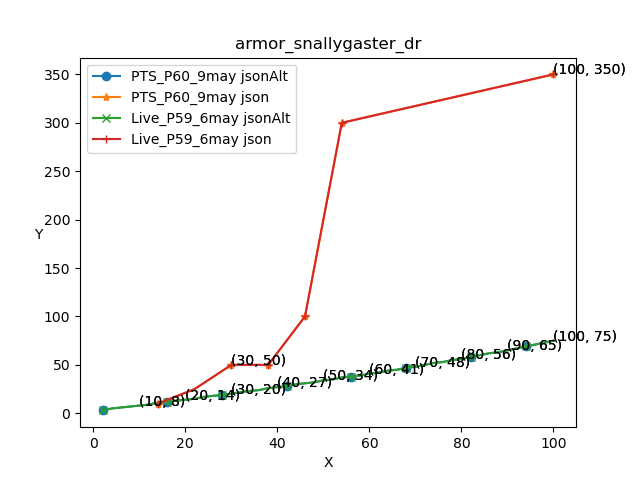 armor_snallygaster_dr
PTS_P60_9may jsonAlt
PTS_P60_9may json
Live_P59_6may jsonAlt
Live_P59_6may json
(100, 350)
350
300
250
200
150
100
50
0
Y
(30, 50)
(10, 8)
(20, 14)
(30, 20)
(40, 27)
(50, 34)
(60, 41)
(70, 48)
(80, 56)
(90, 65)
(100, 75)
0 20 40 60 80 100
X